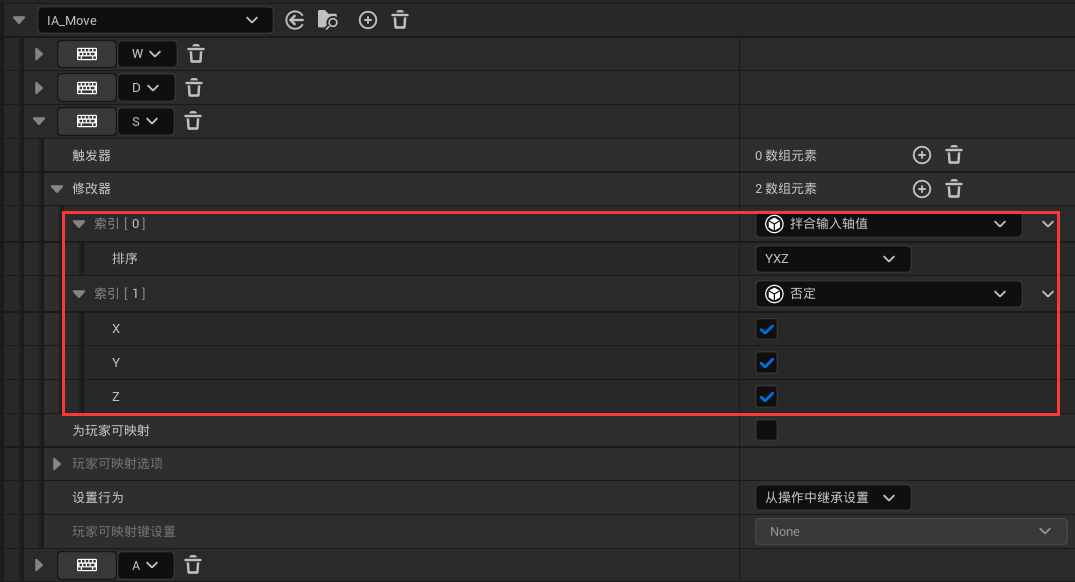 IA_Move
W
D
S
触发器 0 数组元素
修改器 2 数组元素
索引 [ 0 ] 拌合输入轴值
排序 YXZ
索引 [ 1 ] 否定
X
Y
Z
为玩家可映射
玩家可映射选项
设置行为 从操作中继承设置
玩家可映射键设置 None
A